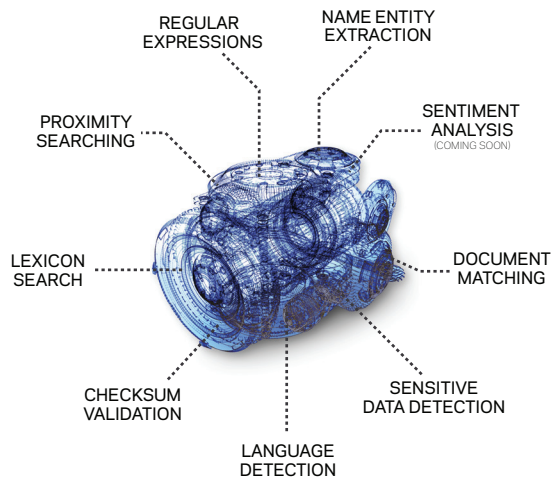 REGULAR
EXPRESSIONS
NAME ENTITY
EXTRACTION
PROXIMITY
SEARCHING
SENTIMENT
ANALYSIS
(COMING SOON)
LEXICON
SEARCH
DOCUMENT
MATCHING
CHECKSUM
VALIDATION
SENSITIVE
DATA DETECTION
LANGUAGE
DETECTION